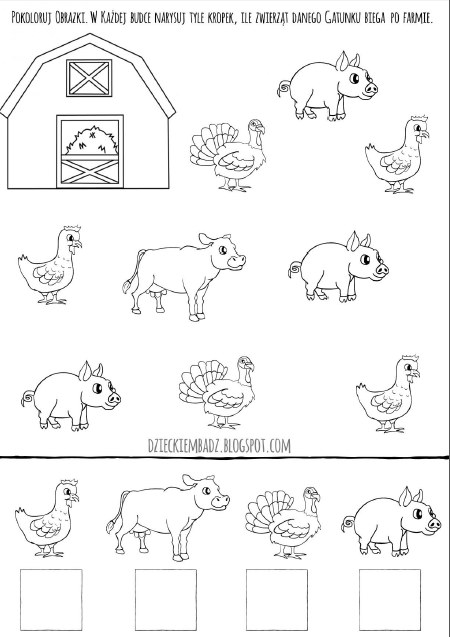 Pokoloruj Obrazki. W Każdej budce narysuj tyle kropek, ile zwierząt danego Gatunku biega po farmie.
dzieckiembadz.blogspot.com